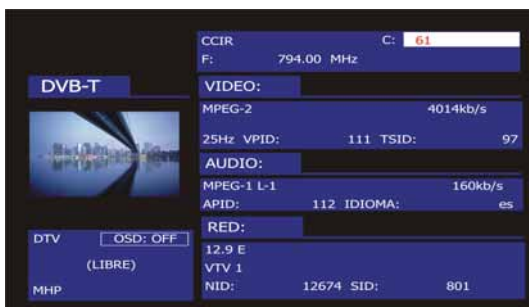 CCIR C: 61
F: 794.00 MHz
DVB-T
VIDEO:
MPEG-2 4014kb/s
25Hz VPID: 111 TSID: 97
AUDIO:
MPEG-1 L-1 160kb/s
APID: 112 IDIOMA: es
RED:
12.9 E
VTV 1
NID: 12674 SID: 801
DTV OSD: OFF
(LIBRE)
MHP